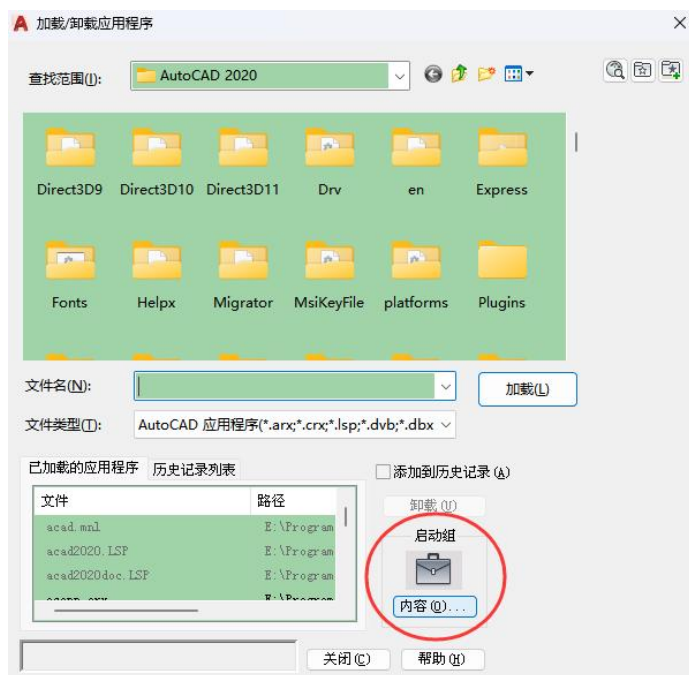 加载/卸载应用程序
查找范围(I):
AutoCAD 2020
Direct3D9 Direct3D10 Direct3D11 Drv en Express
Fonts Helpx Migrator MsiKeyFile platforms Plugins
文件名(N):
加载(L)
文件类型(T):
AutoCAD 应用程序(*.arx;*.crx;*.lsp;*.dvb;*.dbx
已加载的应用程序 历史记录列表
添加到历史记录(A)
文件 路径
卸载(U)
acad.mnl E:\Program
启动组
acad2020.LSP E:\Program
acad2020doc.LSP E:\Program
E:\Program
内容(O)...
关闭(C) 帮助(H)